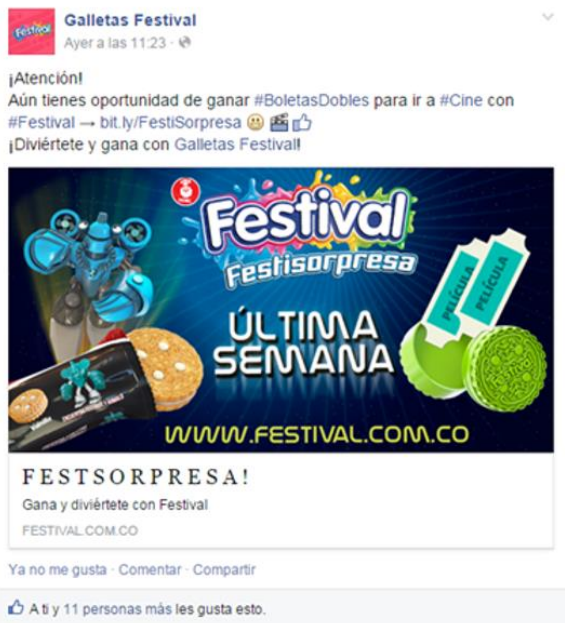 Festival
Galletas Festival
Ayer a las 11:23 ·
¡Atención!
Aún tienes oportunidad de ganar #BoletasDobles para ir a #Cine con
#Festival → bit.ly/FestiSorpresa
¡Diviértete y gana con Galletas Festival!
Festival
Festisorpresa
ÚLTIMA
SEMANA
PELÍCULA
PELÍCULA
Festival
Vainilla
WWW.FESTIVAL.COM.CO
FESTSORPRESA!
Gana y diviértete con Festival
FESTIVAL.COM.CO
Ya no me gusta · Comentar · Compartir
A ti y 11 personas más les gusta esto.